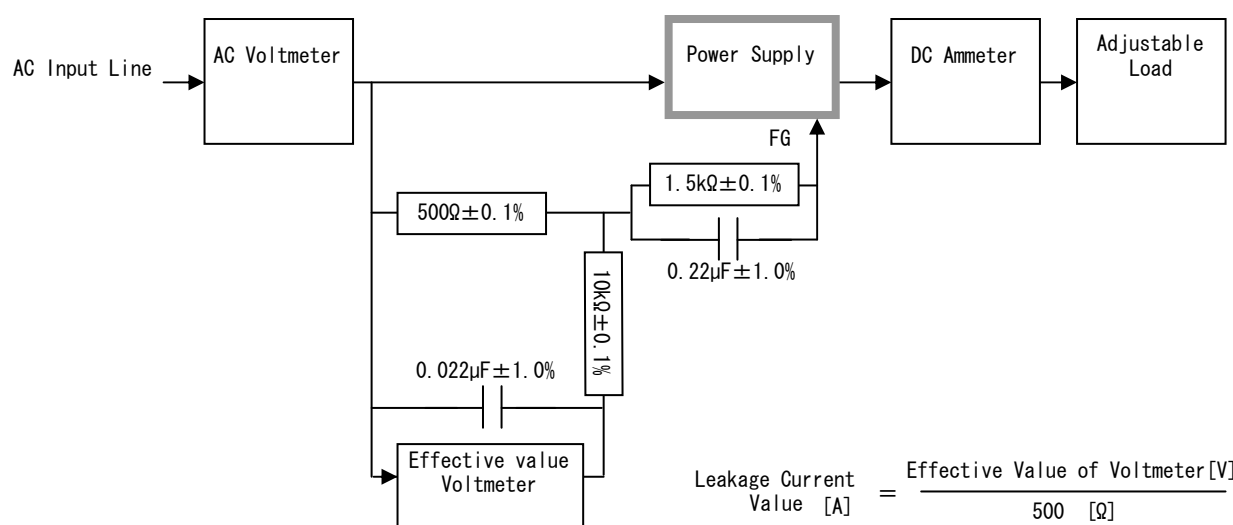 AC Input Line
AC Voltmeter
Power Supply
DC Ammeter
Adjustable
Load
FG
1.5kΩ±0.1%
500Ω±0.1%
0.22μF±1.0%
10kΩ±0.1%
0.022μF±1.0%
Effective value
Voltmeter
Leakage Current
Value [A]
=
Effective Value of Voltmeter[V]
500 [Ω]